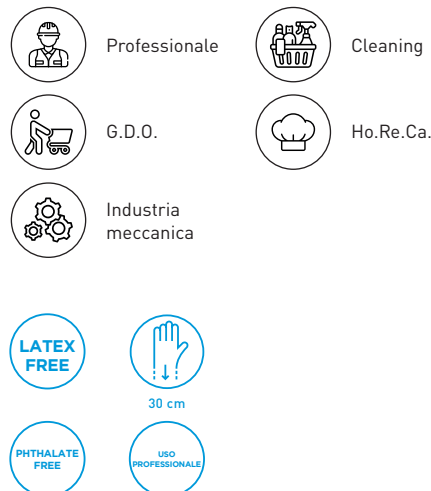 Professionale
Cleaning
G.D.O.
Ho.Re.Ca.
Industria
meccanica
LATEX
FREE
30 cm
PHTHALATE
FREE
USO
PROFESSIONALE